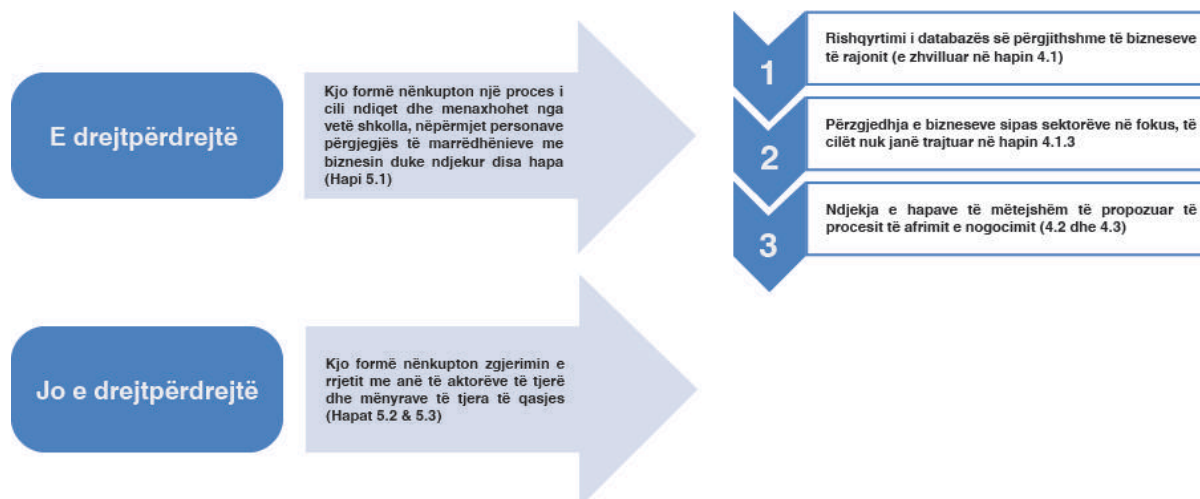 E drejtpërdrejtë
Kjo formë nënkupton një proces i
cili ndiqet dhe menaxhohet nga
vetë shkolla, nëpërmjet personave
përgjegjës të marrëdhënieve me
biznesin duke ndjekur disa hapa
(Hapi 5.1)
1
Rishqyrtimi i databazës së përgjithshme të bizneseve
të rajonit (e zhvilluar në hapin 4.1)
2
Përzgjedhja e bizneseve sipas sektorëve në fokus, të
cilët nuk janë trajtuar në hapin 4.1.3
3
Ndjekja e hapave të mëtejshëm të propozuar të
procesit të afrimit e nogocimit (4.2 dhe 4.3)
Jo e drejtpërdrejtë
Kjo formë nënkupton zgjerimin e
rrjetit me anë të aktorëve të tjerë
dhe mënyrave të tjera të qasjes
(Hapat 5.2 & 5.3)